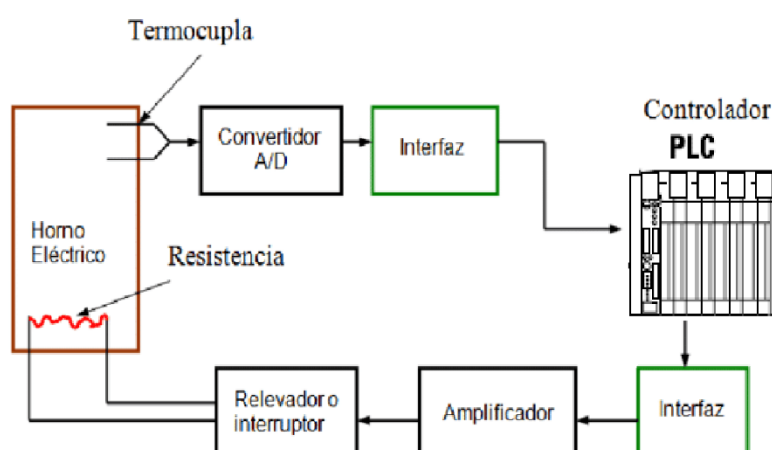 Termocupla
Controlador
PLC
Convertidor
A/D
Interfaz
Horno
Eléctrico
Resistencia
Relevador o
interruptor
Amplificador
Interfaz